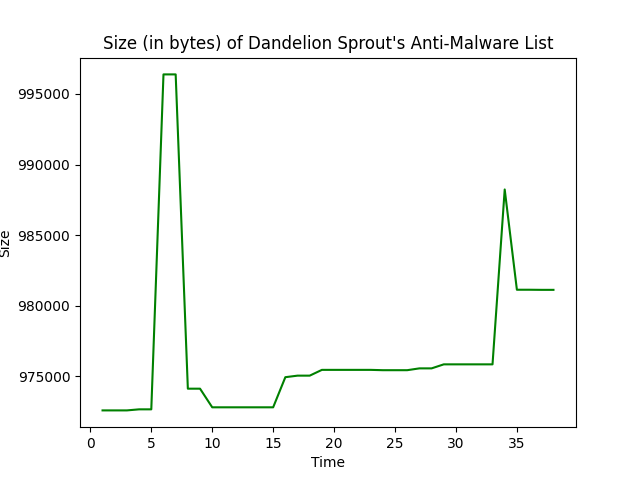 Size (in bytes) of Dandelion Sprout's Anti-Malware List
995000
990000
985000
980000
975000
Size
0 5 10 15 20 25 30 35
Time